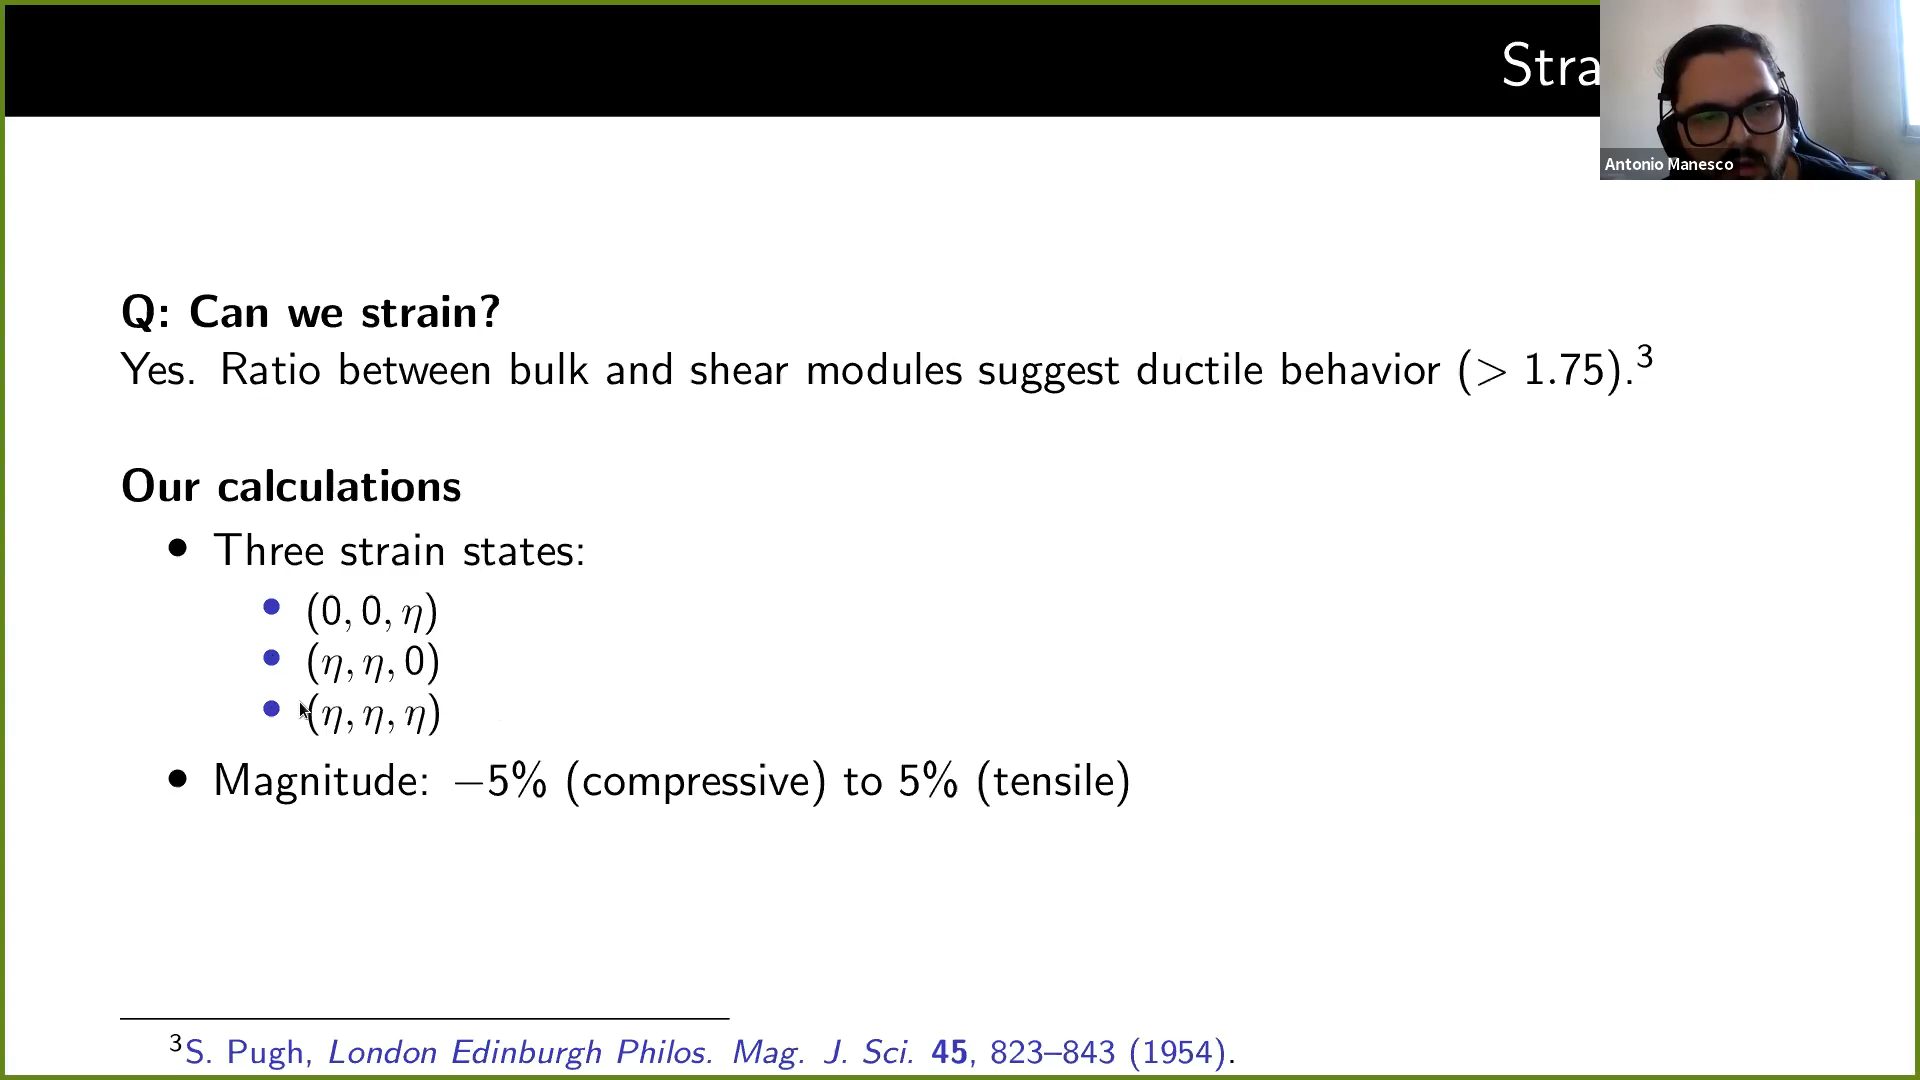 Stra
Antonio Manesco
Q: Can we strain?
Yes. Ratio between bulk and shear modules suggest ductile behavior (> 1.75).³
Our calculations
• Three strain states:
• (0, 0, η)
• (η, η, 0)
• (η, η, η)
• Magnitude: −5% (compressive) to 5% (tensile)
³S. Pugh, London Edinburgh Philos. Mag. J. Sci. 45, 823–843 (1954).